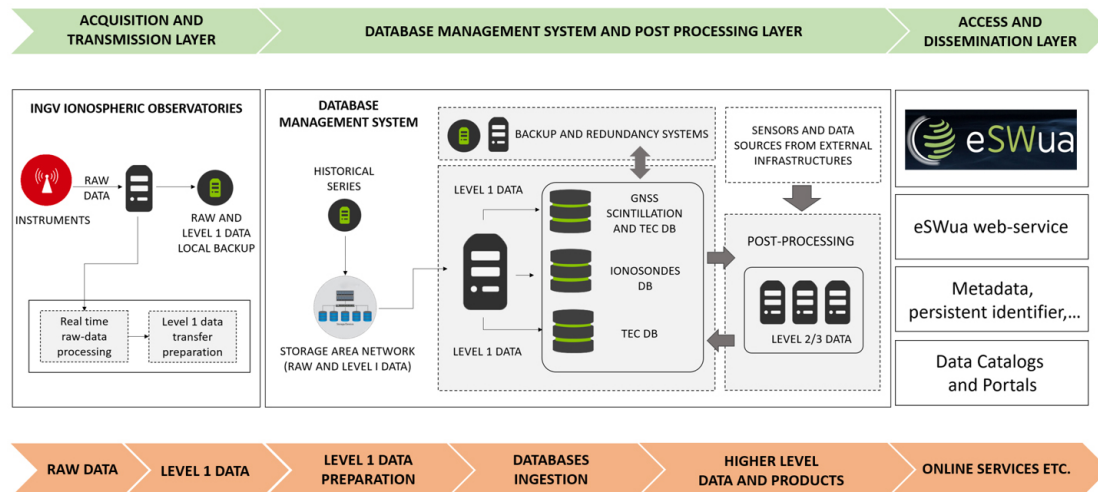 ACQUISITION AND
TRANSMISSION LAYER
DATABASE MANAGEMENT SYSTEM AND POST PROCESSING LAYER
ACCESS AND
DISSEMINATION LAYER
INGV IONOSPHERIC OBSERVATORIES
INSTRUMENTS
RAW
DATA
RAW AND
LEVEL 1 DATA
LOCAL BACKUP
Real time
raw-data
processing
Level 1 data
transfer
preparation
DATABASE
MANAGEMENT SYSTEM
HISTORICAL
SERIES
STORAGE AREA NETWORK
(RAW AND LEVEL I DATA)
BACKUP AND REDUNDANCY SYSTEMS
LEVEL 1 DATA
LEVEL 1 DATA
GNSS
SCINTILLATION
AND TEC DB
IONOSONDES
DB
TEC DB
SENSORS AND DATA
SOURCES FROM EXTERNAL
INFRASTRUCTURES
POST-PROCESSING
LEVEL 2/3 DATA
eSWua
eSWua web-service
Metadata,
persistent identifier,...
Data Catalogs
and Portals
RAW DATA
LEVEL 1 DATA
LEVEL 1 DATA
PREPARATION
DATABASES
INGESTION
HIGHER LEVEL
DATA AND PRODUCTS
ONLINE SERVICES ETC.